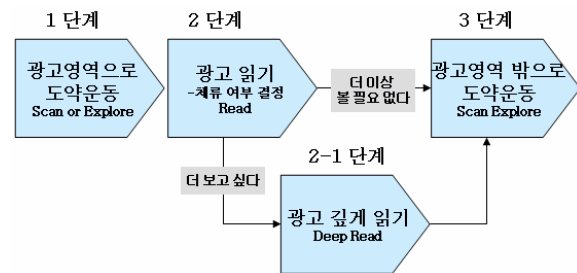 1 단계
광고영역으로
도약운동
Scan or Explore
2 단계
광고 읽기
-체류 여부 결정
Read
더 이상
볼 필요 없다
3 단계
광고영역 밖으로
도약운동
Scan Explore
더 보고 싶다
2-1 단계
광고 깊게 읽기
Deep Read